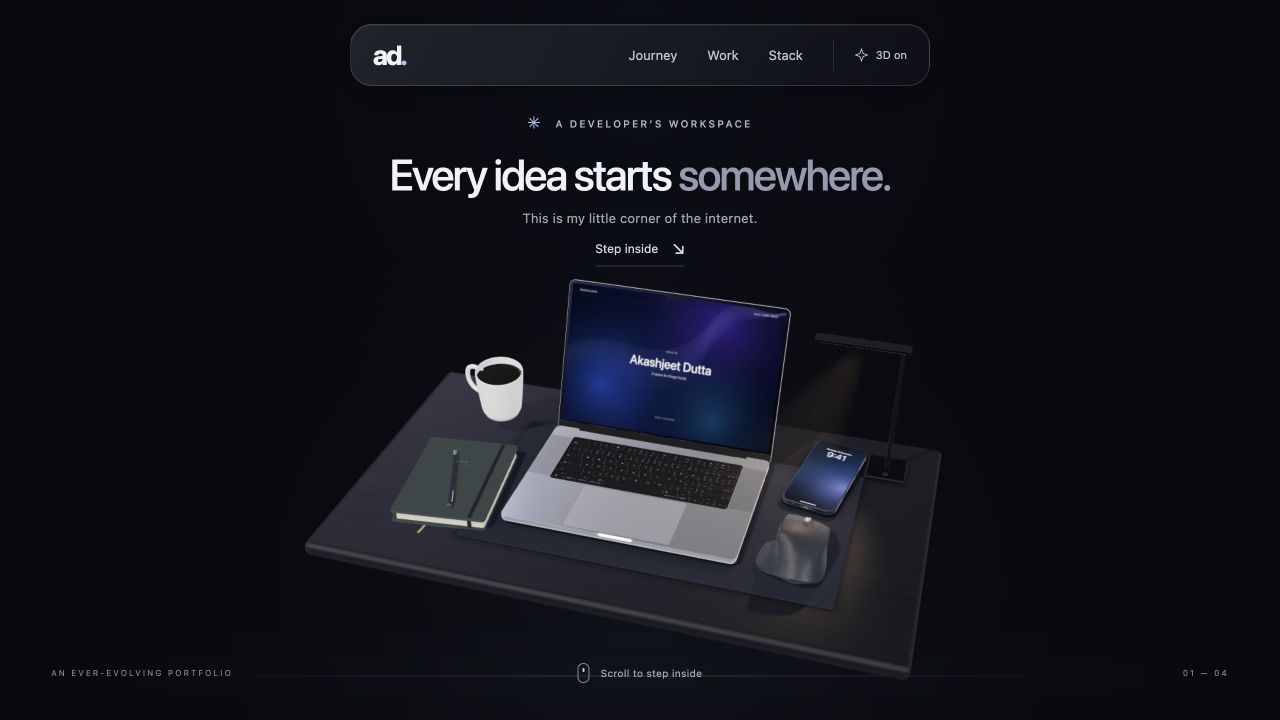 ad.
Journey
Work
Stack
3D on
A DEVELOPER'S WORKSPACE
Every idea starts somewhere.
This is my little corner of the internet.
Step inside
Akashjeet Dutta
9:41
AN EVER-EVOLVING PORTFOLIO
Scroll to step inside
01 — 04